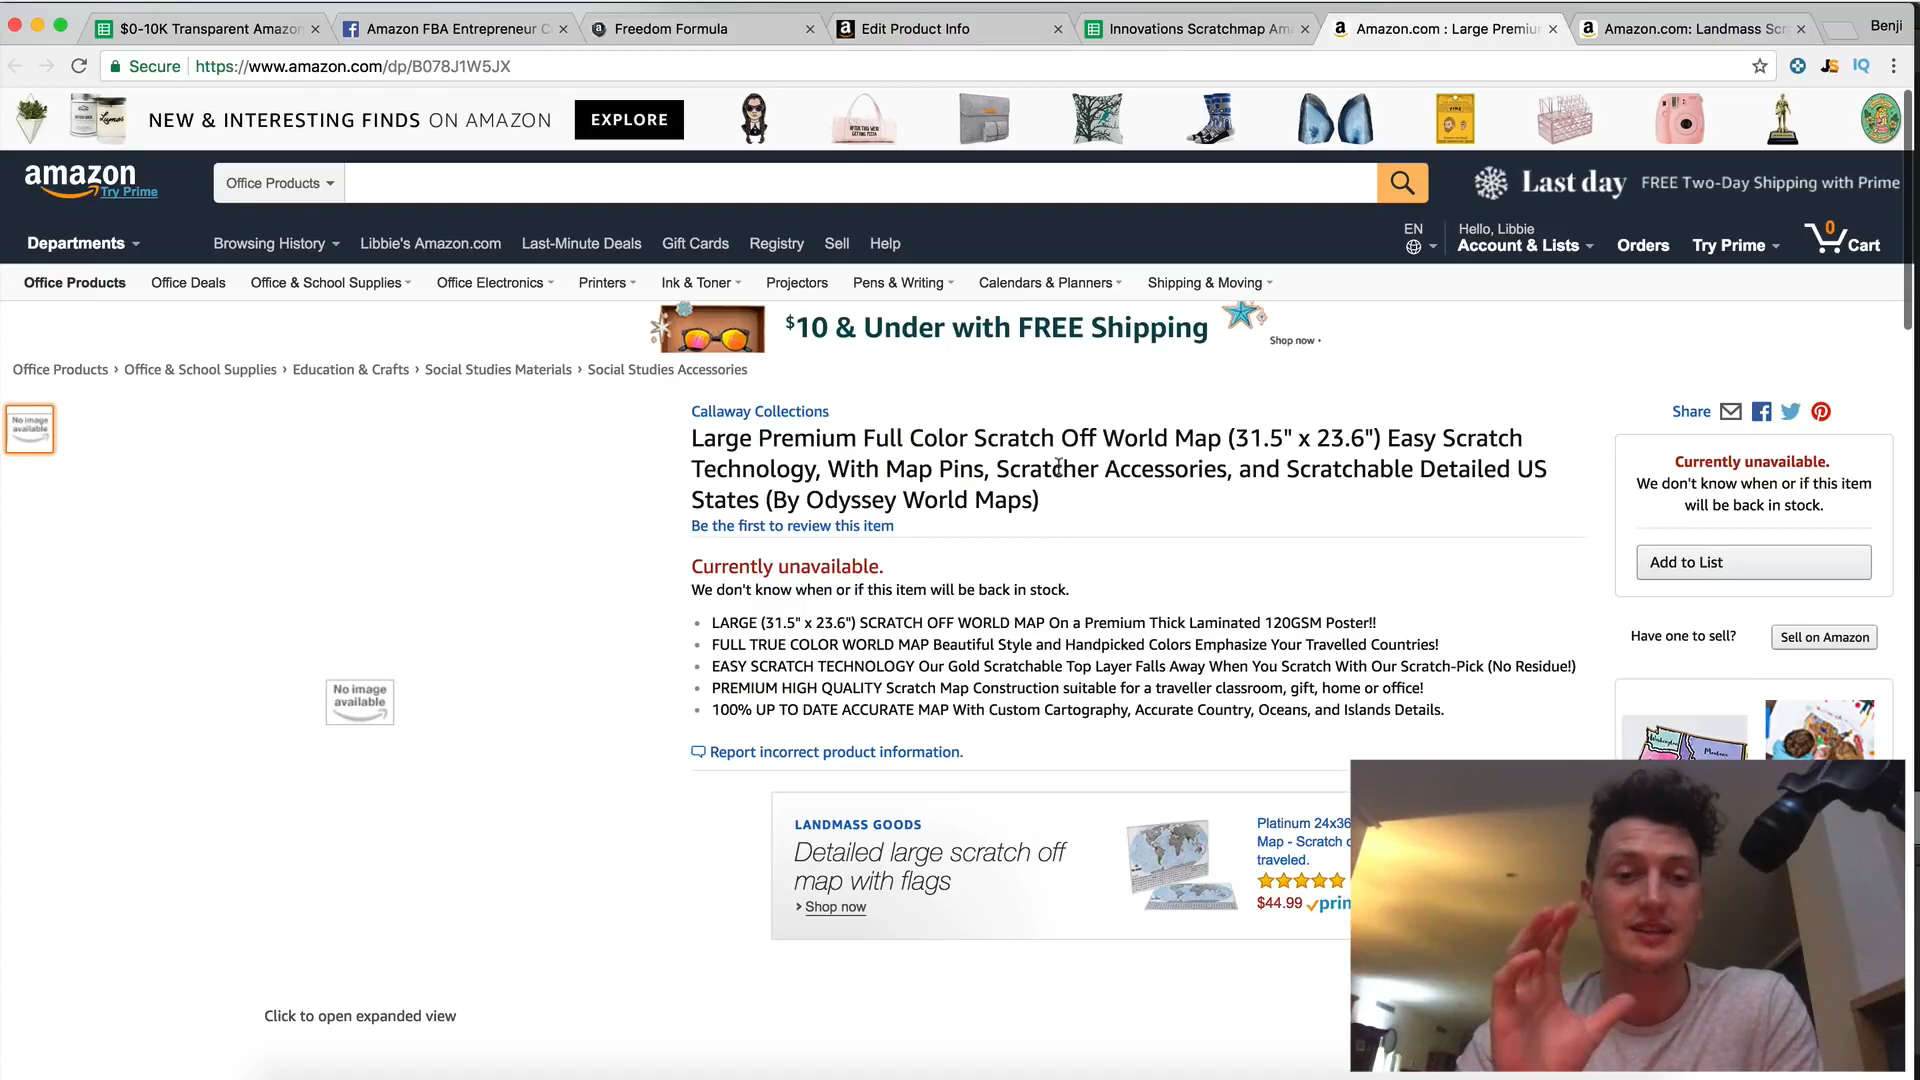 $0-10K Transparent Amazon
Amazon FBA Entrepreneur C
Freedom Formula
Edit Product Info
Innovations Scratchmap Am
Amazon.com : Large Premium
Amazon.com: Landmass Scr
Benji
Secure https://www.amazon.com/dp/B078J1W5JX
IQ
NEW & INTERESTING FINDS ON AMAZON EXPLORE
amazon
Try Prime
Office Products
Last day FREE Two-Day Shipping with Prime
Departments
Browsing History Libbie's Amazon.com Last-Minute Deals Gift Cards Registry Sell Help
EN
Hello, Libbie
Account & Lists
Orders
Try Prime
0
Cart
Office Products Office Deals Office & School Supplies Office Electronics Printers Ink & Toner Projectors Pens & Writing Calendars & Planners Shipping & Moving
$10 & Under with FREE Shipping
Shop now ›
Office Products › Office & School Supplies › Education & Crafts › Social Studies Materials › Social Studies Accessories
No image
available
No image
available
Click to open expanded view
Callaway Collections
Large Premium Full Color Scratch Off World Map (31.5" x 23.6") Easy Scratch
Technology, With Map Pins, Scratcher Accessories, and Scratchable Detailed US
States (By Odyssey World Maps)
Be the first to review this item
Currently unavailable.
We don't know when or if this item will be back in stock.
• LARGE (31.5" x 23.6") SCRATCH OFF WORLD MAP On a Premium Thick Laminated 120GSM Poster!!
• FULL TRUE COLOR WORLD MAP Beautiful Style and Handpicked Colors Emphasize Your Travelled Countries!
• EASY SCRATCH TECHNOLOGY Our Gold Scratchable Top Layer Falls Away When You Scratch With Our Scratch-Pick (No Residue!)
• PREMIUM HIGH QUALITY Scratch Map Construction suitable for a traveller classroom, gift, home or office!
• 100% UP TO DATE ACCURATE MAP With Custom Cartography, Accurate Country, Oceans, and Islands Details.
Report incorrect product information.
LANDMASS GOODS
Detailed large scratch off
map with flags
› Shop now
Platinum 24x36
Map - Scratch o
traveled.
$44.99 prin
Share
Currently unavailable.
We don't know when or if this item
will be back in stock.
Add to List
Have one to sell?
Sell on Amazon
Washington
Montana